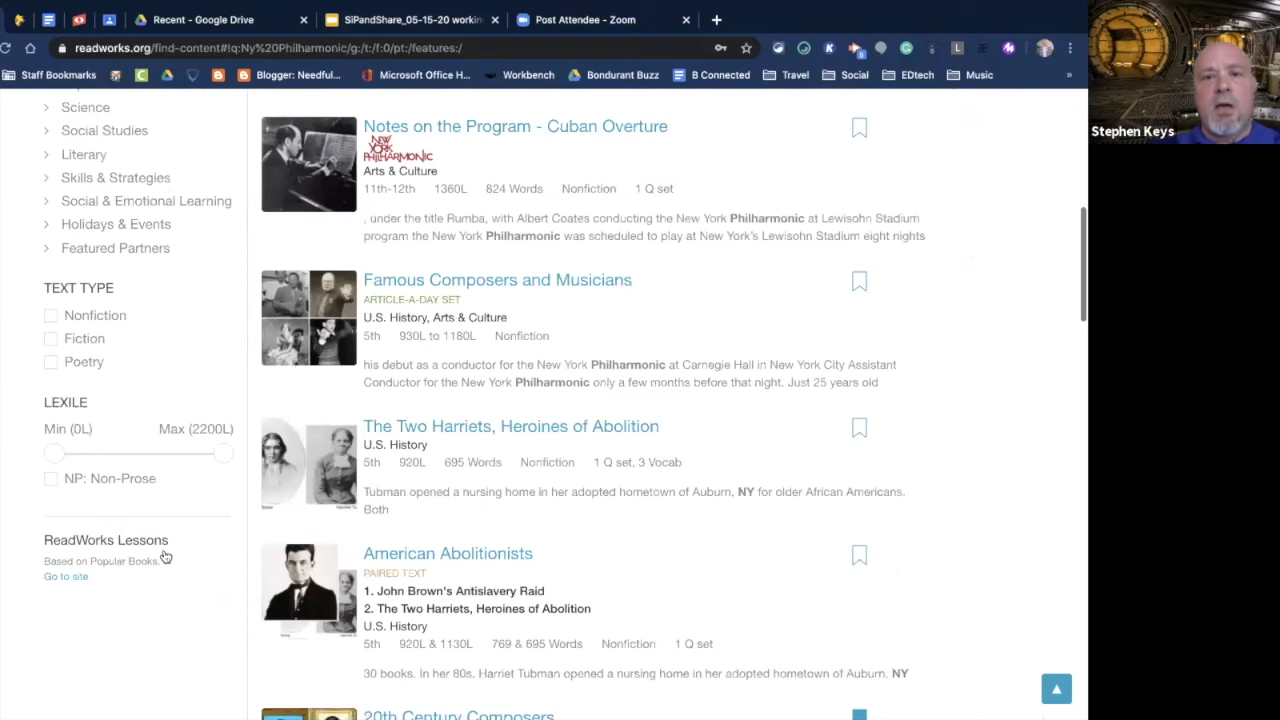 Recent - Google Drive
SiPandShare_05-15-20 workin
Post Attendee - Zoom
readworks.org/find-content#!q:Ny%20Philharmonic/g:/t:/f:0/pt:/features:/
Staff Bookmarks
Blogger: Needful...
Microsoft Office H...
Workbench
Bondurant Buzz
B Connected
Travel
Social
EDtech
Music
»
Stephen Keys
Science
Social Studies
Literary
Skills & Strategies
Social & Emotional Learning
Holidays & Events
Featured Partners
TEXT TYPE
Nonfiction
Fiction
Poetry
LEXILE
Min (0L) Max (2200L)
NP: Non-Prose
ReadWorks Lessons
Based on Popular Books.
Go to site
Notes on the Program - Cuban Overture
NEW
YORK
PHILHARMONIC
Arts & Culture
11th-12th 1360L 824 Words Nonfiction 1 Q set
, under the title Rumba, with Albert Coates conducting the New York Philharmonic at Lewisohn Stadium
program the New York Philharmonic was scheduled to play at New York's Lewisohn Stadium eight nights
Famous Composers and Musicians
ARTICLE-A-DAY SET
U.S. History, Arts & Culture
5th 930L to 1180L Nonfiction
his debut as a conductor for the New York Philharmonic at Carnegie Hall in New York City Assistant
Conductor for the New York Philharmonic only a few months before that night. Just 25 years old
The Two Harriets, Heroines of Abolition
U.S. History
5th 920L 695 Words Nonfiction 1 Q set, 3 Vocab
Tubman opened a nursing home in her adopted hometown of Auburn, NY for older African Americans.
Both
American Abolitionists
PAIRED TEXT
1. John Brown's Antislavery Raid
2. The Two Harriets, Heroines of Abolition
U.S. History
5th 920L & 1130L 769 & 695 Words Nonfiction 1 Q set
30 books. In her 80s, Harriet Tubman opened a nursing home in her adopted hometown of Auburn. NY
20th Century Composers